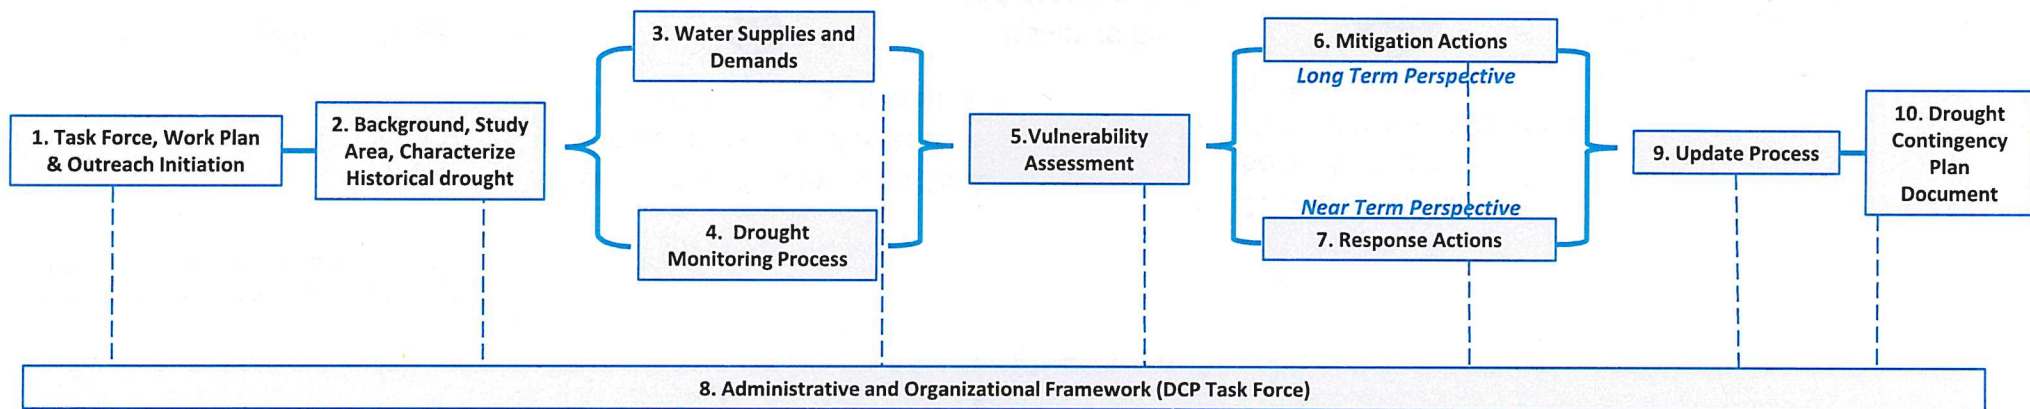 1. Task Force, Work Plan
& Outreach Initiation
2. Background, Study
Area, Characterize
Historical drought
3. Water Supplies and
Demands
4. Drought
Monitoring Process
5.Vulnerability
Assessment
6. Mitigation Actions
Long Term Perspective
Near Term Perspective
7. Response Actions
9. Update Process
10. Drought
Contingency
Plan
Document
8. Administrative and Organizational Framework (DCP Task Force)